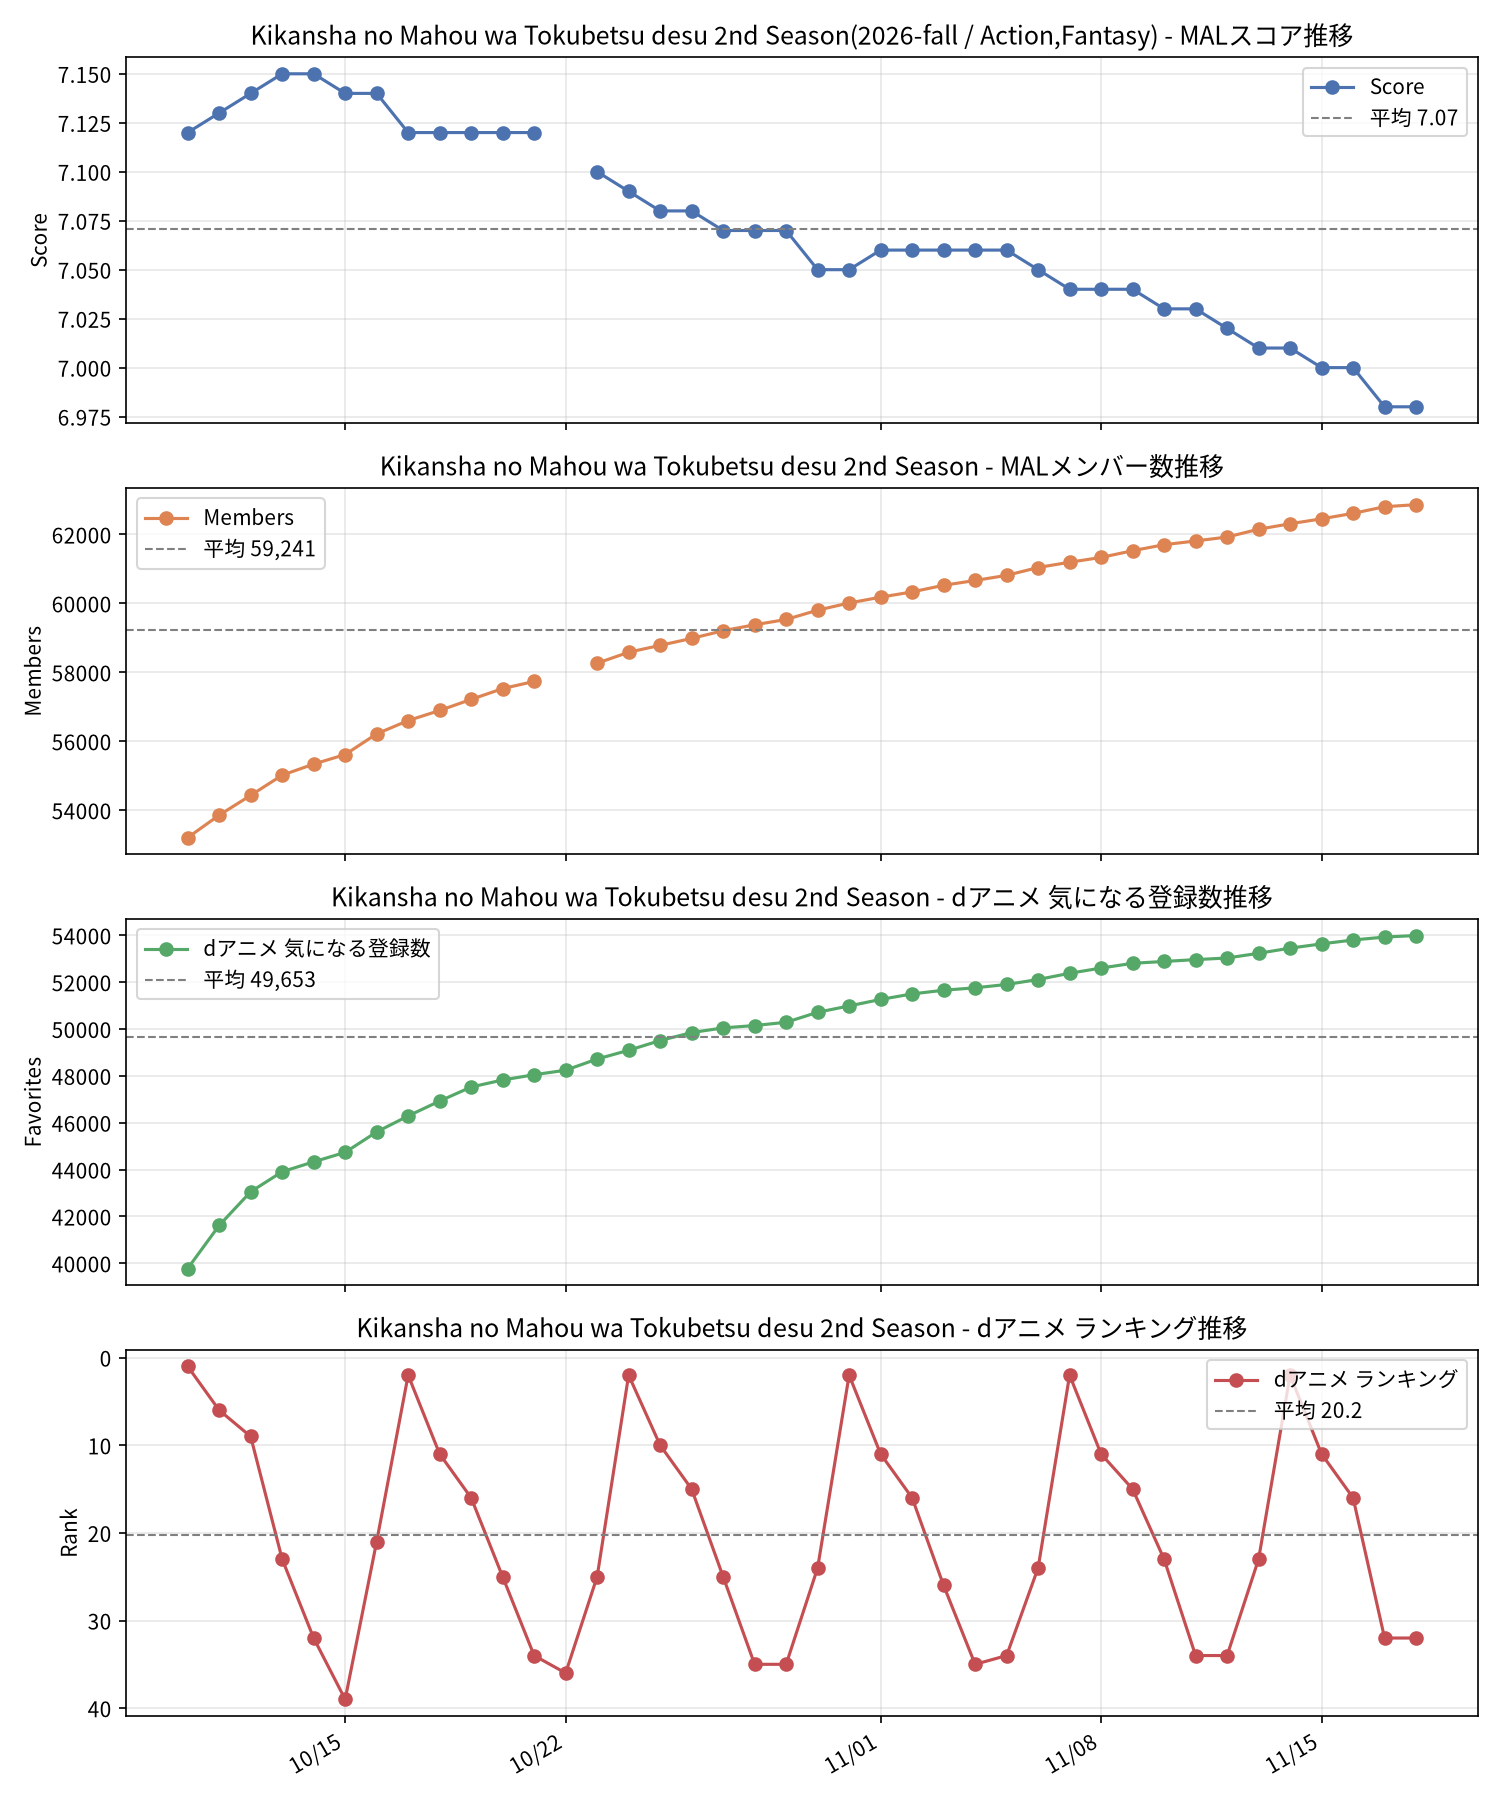 Kikansha no Mahou wa Tokubetsu desu 2nd Season(2026-fall / Action,Fantasy) - MALスコア推移
7.150
7.125
7.100
7.075
7.050
7.025
7.000
6.975
Score
Score
平均 7.07
Kikansha no Mahou wa Tokubetsu desu 2nd Season - MALメンバー数推移
62000
60000
58000
56000
54000
Members
Members
平均 59,241
Kikansha no Mahou wa Tokubetsu desu 2nd Season - dアニメ 気になる登録数推移
54000
52000
50000
48000
46000
44000
42000
40000
Favorites
dアニメ 気になる登録数
平均 49,653
Kikansha no Mahou wa Tokubetsu desu 2nd Season - dアニメ ランキング推移
0
10
20
30
40
Rank
dアニメ ランキング
平均 20.2
10/15
10/22
11/01
11/08
11/15